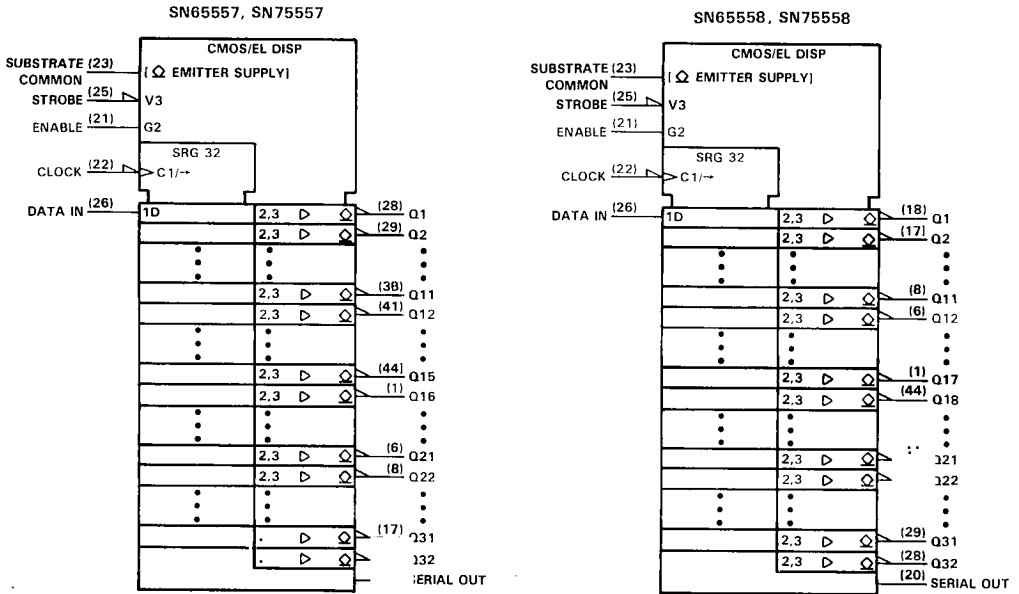 SN65557, SN75557
CMOS/EL DISP
SUBSTRATE (23)
COMMON
[ ⎐ EMITTER SUPPLY]
STROBE (25) V3
ENABLE (21) G2
SRG 32
CLOCK (22) C1/→
DATA IN (26) 1D 2,3 ▷ (28) Q1
2,3 ▷ (29) Q2
2,3 ▷ (38) Q11
2,3 ▷ (41) Q12
2,3 ▷ (44) Q15
2,3 ▷ (1) Q16
2,3 ▷ (6) Q21
2,3 ▷ (8) Q22
▷ (17) 31
▷ 32
ERIAL OUT
SN65558, SN75558
CMOS/EL DISP
SUBSTRATE (23)
COMMON
[ ⎐ EMITTER SUPPLY]
STROBE (25) V3
ENABLE (21) G2
SRG 32
CLOCK (22) C1/→
DATA IN (26) 1D 2,3 ▷ (18) Q1
2,3 ▷ (17) Q2
2,3 ▷ (8) Q11
2,3 ▷ (6) Q12
2,3 ▷ (1) Q17
2,3 ▷ (44) Q18
2,3 ▷ 21
2,3 ▷ 22
2,3 ▷ (29) Q31
2,3 ▷ (28) Q32
(20) SERIAL OUT